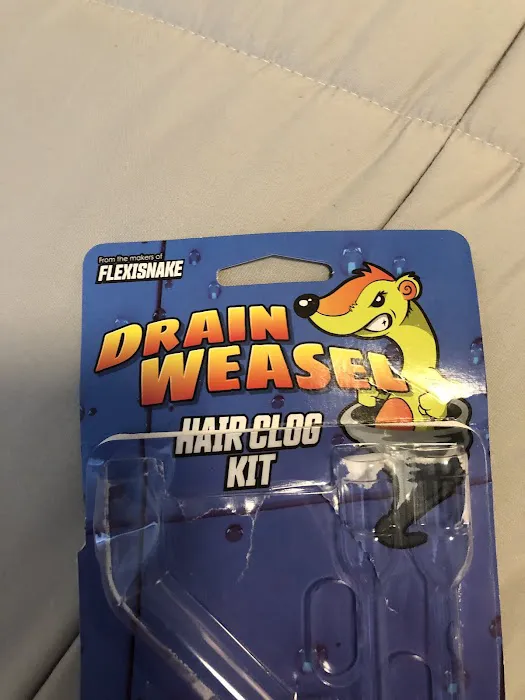 From the makers of
FLEXISNAKE
DRAIN
WEASEL
HAIR CLOG
KIT